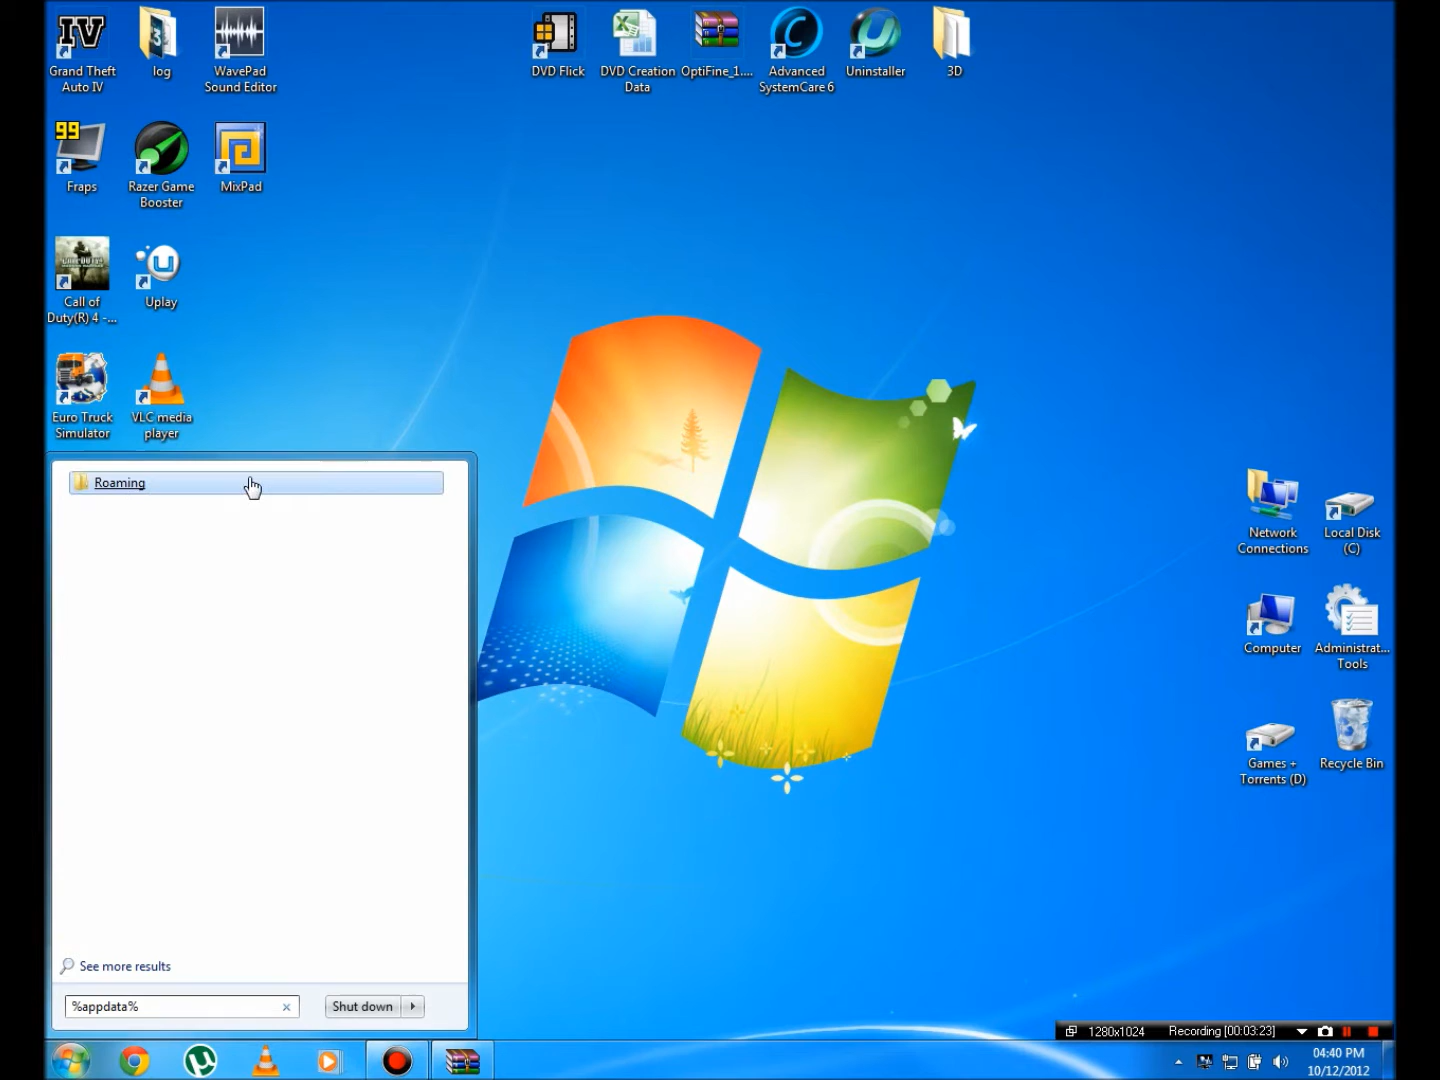 IV
3
Grand Theft
Auto IV
log
WavePad
Sound Editor
DVD Flick
DVD Creation
Data
OptiFine_1....
Advanced
SystemCare 6
Uninstaller
3D
99
Fraps
Razer Game
Booster
MixPad
Call of
Duty(R) 4 -...
Uplay
Euro Truck
Simulator
VLC media
player
Roaming
Network
Connections
Local Disk
(C)
Computer
Administrat...
Tools
Games +
Torrents (D)
Recycle Bin
See more results
%appdata%
Shut down
1280x1024
Recording [00:03:23]
04:40 PM
10/12/2012